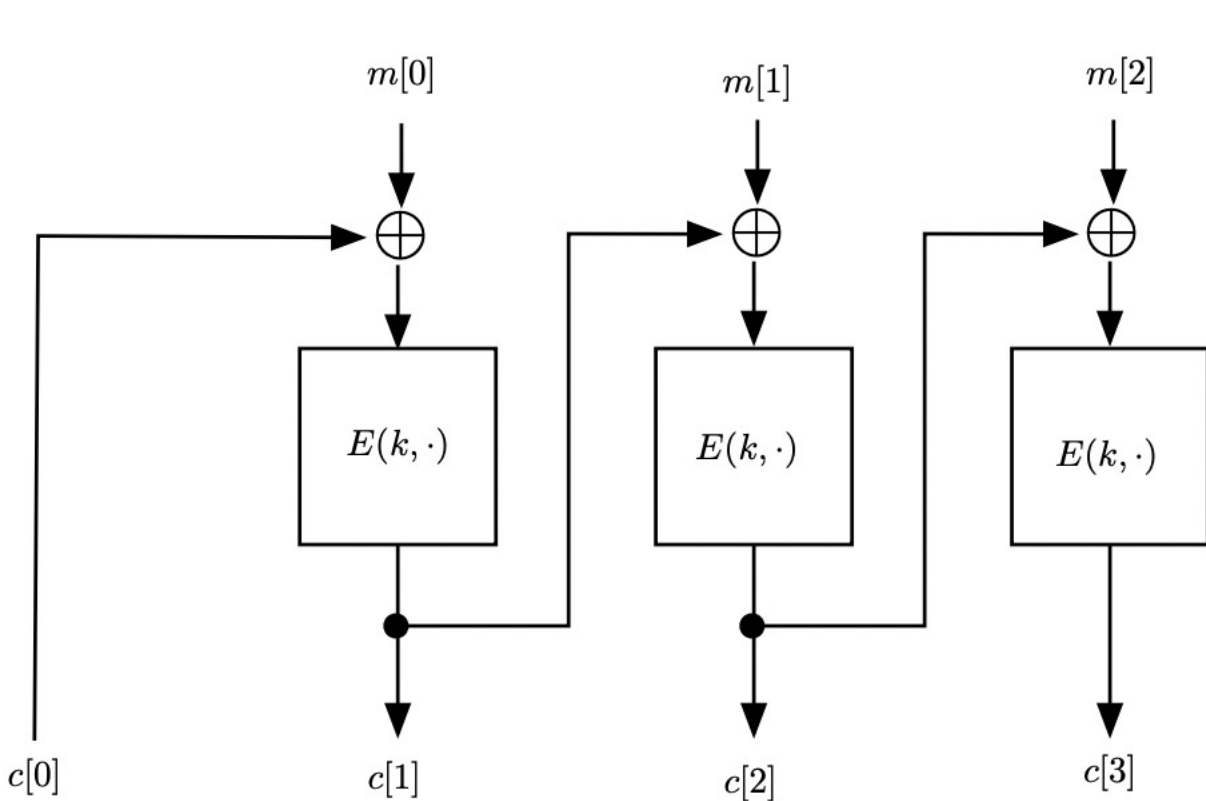 m[0] m[1] m[2]
E(k, ·) E(k, ·) E(k, ·)
c[0] c[1] c[2] c[3]